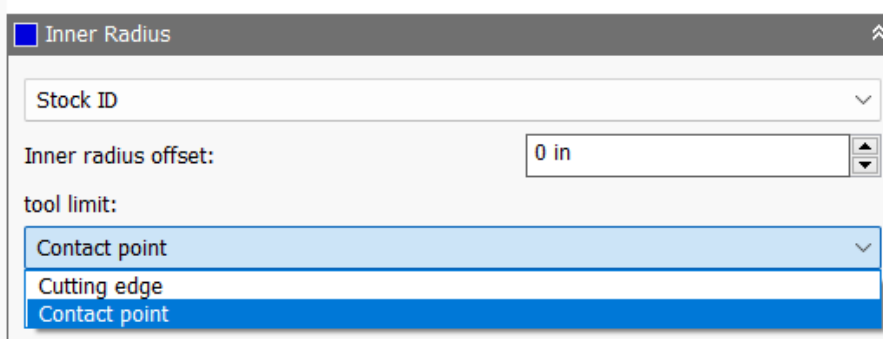 Inner Radius
Stock ID
Inner radius offset: 0 in
tool limit:
Contact point
Cutting edge
Contact point